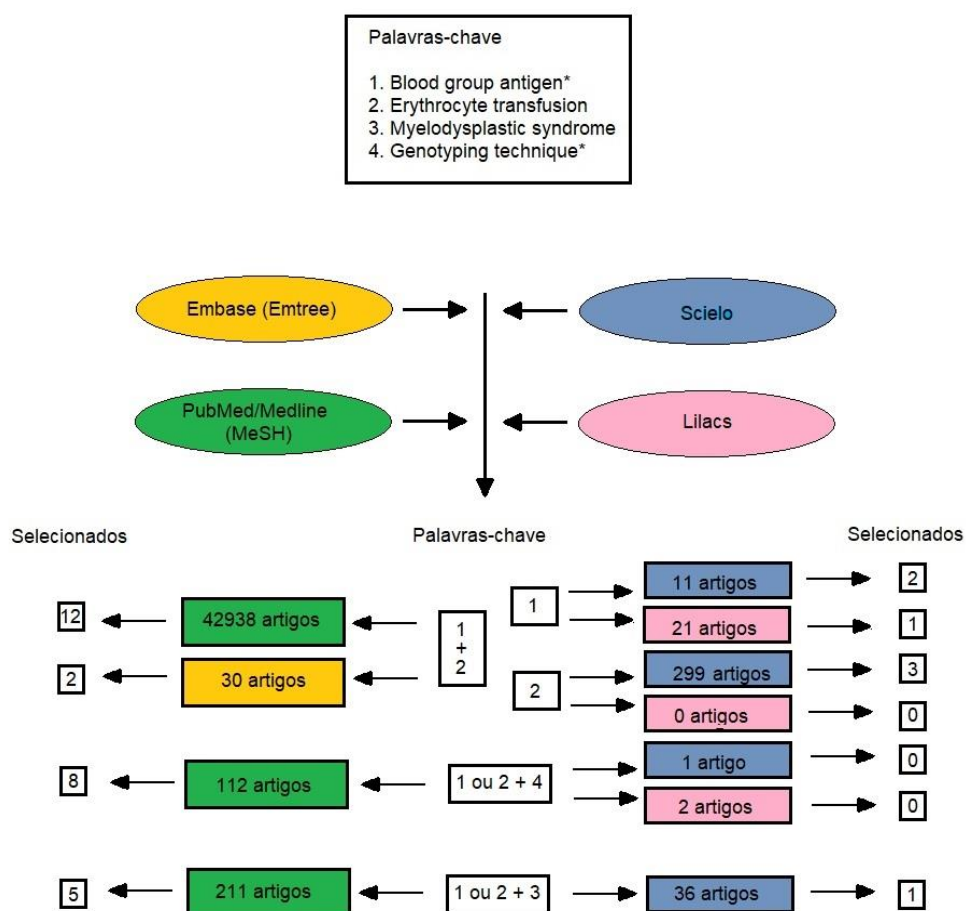 Palavras-chave
1. Blood group antigen*
2. Erythrocyte transfusion
3. Myelodysplastic syndrome
4. Genotyping technique*
Embase (Emtree)
Scielo
PubMed/Medline
(MeSH)
Lilacs
Selecionados
Palavras-chave
Selecionados
12
42938 artigos
1
+
2
1
11 artigos
2
21 artigos
1
2
30 artigos
2
299 artigos
3
0 artigos
0
8
112 artigos
1 ou 2 + 4
1 artigo
0
2 artigos
0
5
211 artigos
1 ou 2 + 3
36 artigos
1